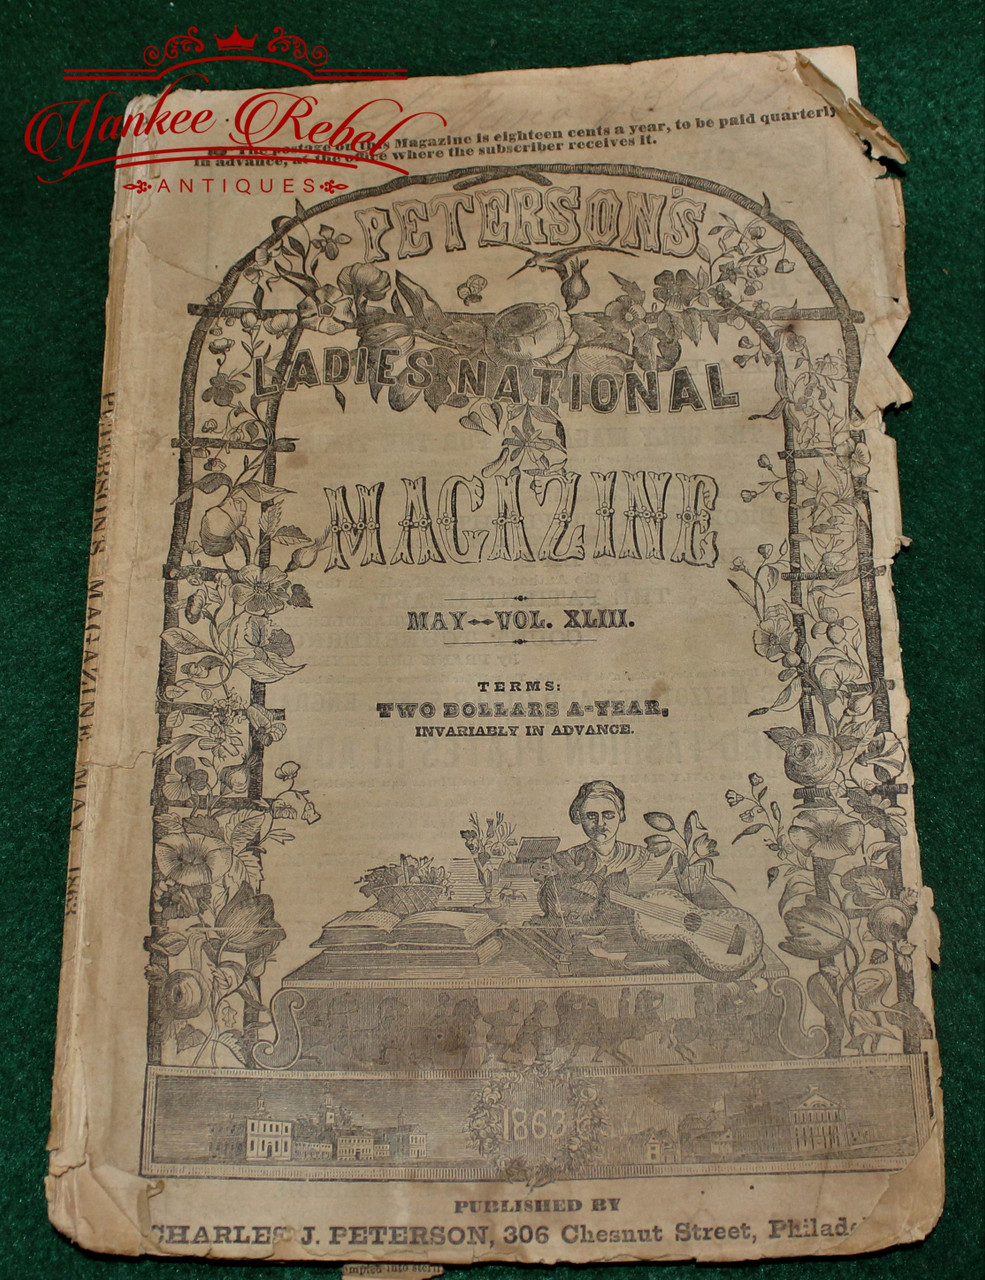 Yankee Rebel
ANTIQUES
The postage on this Magazine is eighteen cents a year, to be paid quarterly
in advance, at the office where the subscriber receives it.
PETERSON'S
LADIES NATIONAL
MAGAZINE
MAY--VOL. XLIII.
TERMS:
TWO DOLLARS A-YEAR,
INVARIABLY IN ADVANCE.
1863
PUBLISHED BY
CHARLES J. PETERSON, 306 Chesnut Street, Philade
PETERSON'S MAGAZINE MAY 1863